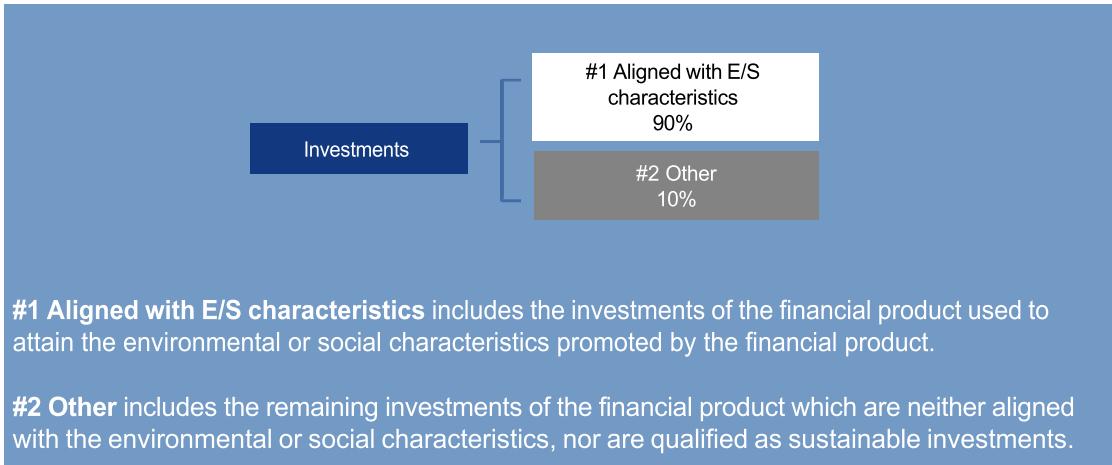 #1 Aligned with E/S
characteristics
90%
Investments
#2 Other
10%
#1 Aligned with E/S characteristics includes the investments of the financial product used to
attain the environmental or social characteristics promoted by the financial product.
#2 Other includes the remaining investments of the financial product which are neither aligned
with the environmental or social characteristics, nor are qualified as sustainable investments.